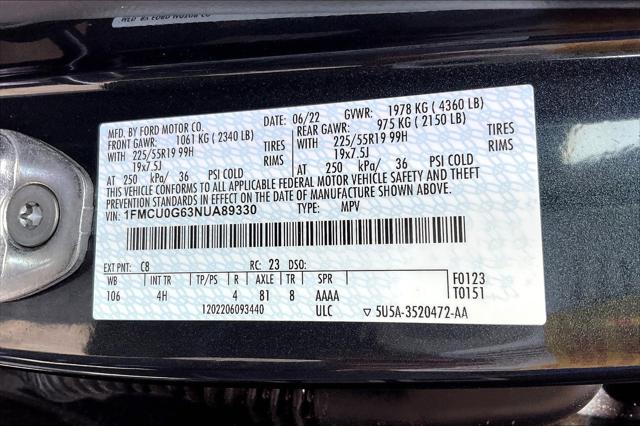 MFD. BY FORD MOTOR CO.
DATE: 06/22 GVWR: 1978 KG ( 4360 LB)
FRONT GAWR: 1061 KG ( 2340 LB) REAR GAWR: 975 KG ( 2150 LB)
WITH 225/55R19 99H TIRES WITH 225/55R19 99H TIRES
19x7.5J RIMS 19x7.5J RIMS
AT 250 kPa/ 36 PSI COLD AT 250 kPa/ 36 PSI COLD
THIS VEHICLE CONFORMS TO ALL APPLICABLE FEDERAL MOTOR VEHICLE SAFETY AND THEFT
PREVENTION STANDARDS IN EFFECT ON THE DATE OF MANUFACTURE SHOWN ABOVE.
VIN: 1FMCU0G63NUA89330 TYPE: MPV
EXT PNT: C8 RC: 23 DSO:
WB INT TR TP/PS R AXLE TR SPR F0123
106 4H 4 81 8 AAAA T0151
1202206093440 ULC ▽ 5U5A-3520472-AA